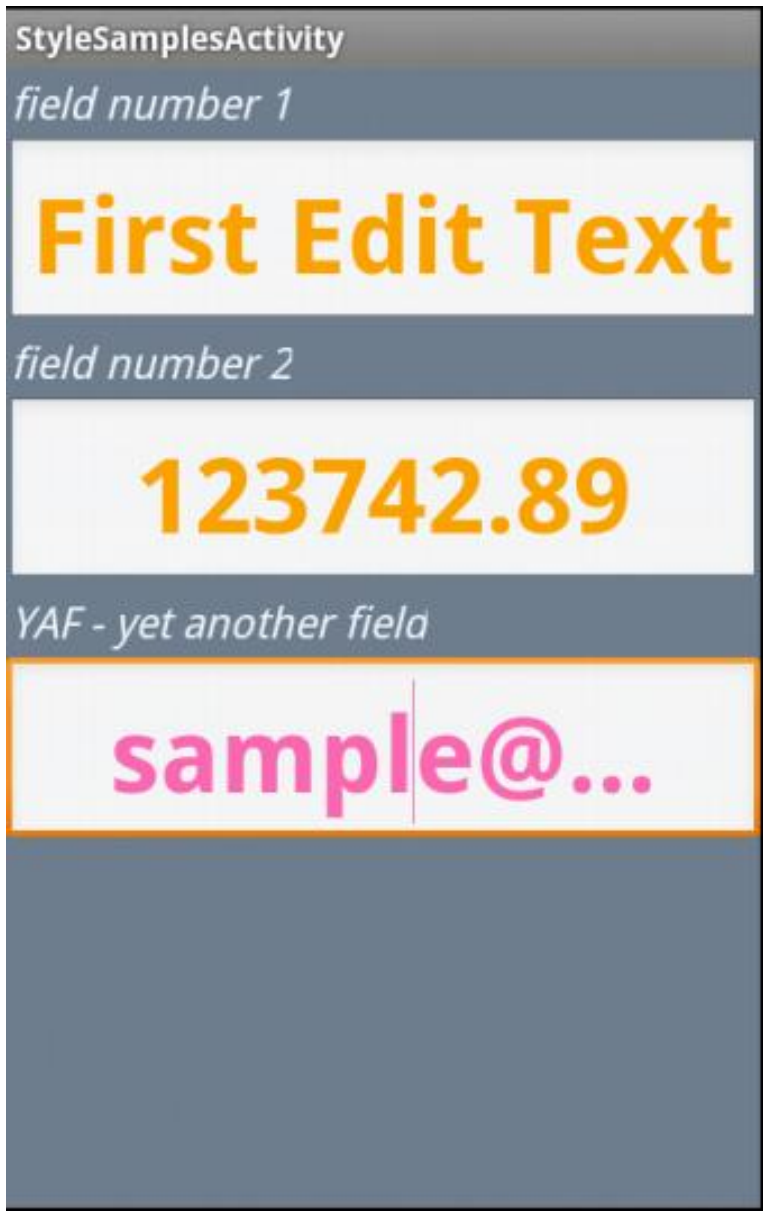 StyleSamplesActivity
field number 1
First Edit Text
field number 2
123742.89
YAF - yet another field
sample@...